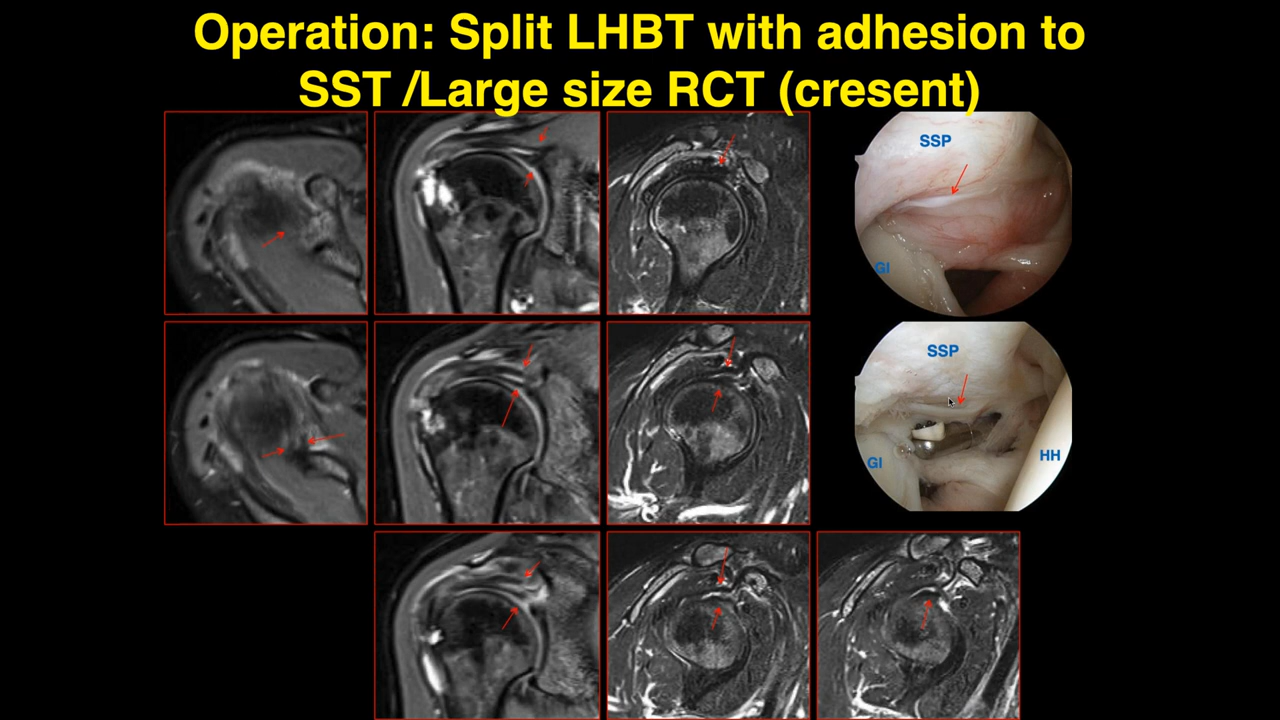 Operation: Split LHBT with adhesion to
SST /Large size RCT (cresent)
SSP
GI
SSP
GI
HH